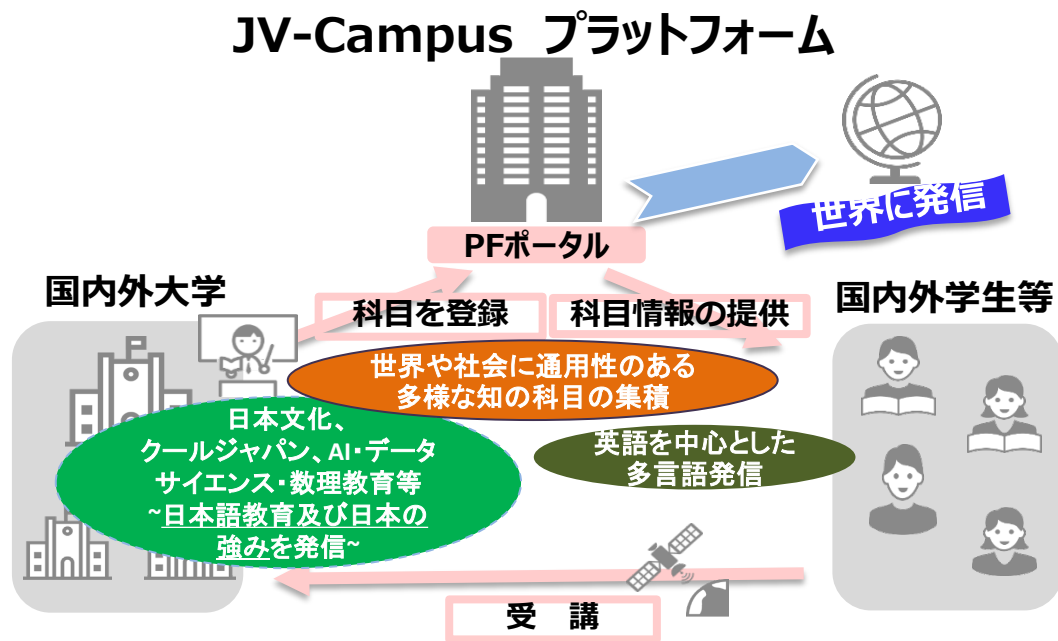 JV-Campus プラットフォーム
世界に発信
PFポータル
国内外大学
国内外学生等
科目を登録
科目情報の提供
世界や社会に通用性のある
多様な知の科目の集積
日本文化、
クールジャパン、AI・データ
サイエンス・数理教育等
~日本語教育及び日本の
強みを発信~
英語を中心とした
多言語発信
受　講